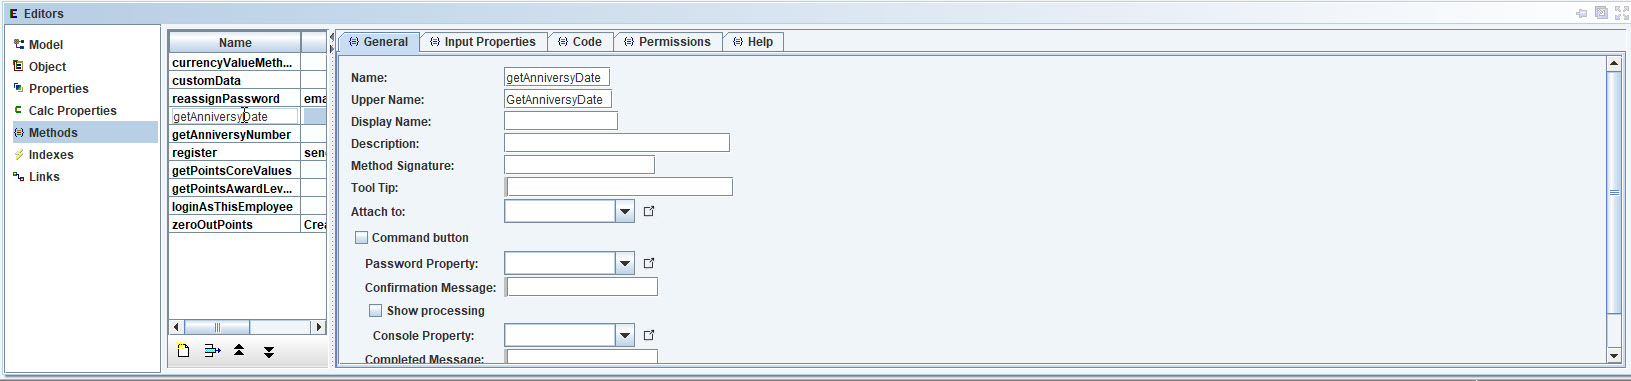 E Editors
Model
Object
Properties
Calc Properties
Methods
Indexes
Links
Name
currencyValueMeth...
customData
reassignPassword ema
getAnniversyDate
getAnniversyNumber
register sen
getPointsCoreValues
getPointsAwardLev...
loginAsThisEmployee
zeroOutPoints Crea
General Input Properties Code Permissions Help
Name: getAnniversyDate
Upper Name: GetAnniversyDate
Display Name:
Description:
Method Signature:
Tool Tip:
Attach to:
Command button
Password Property:
Confirmation Message:
Show processing
Console Property:
Completed Message: